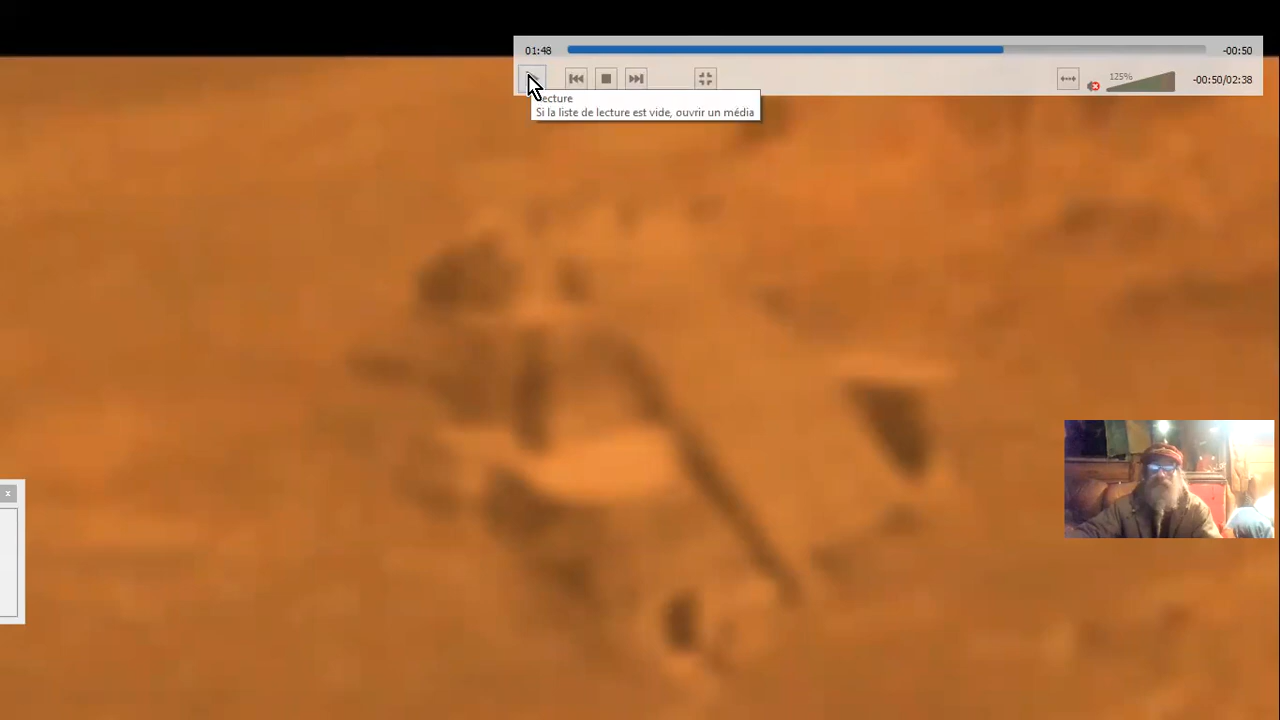 01:48
-00:50
125%
-00:50/02:38
Lecture
Si la liste de lecture est vide, ouvrir un média
x